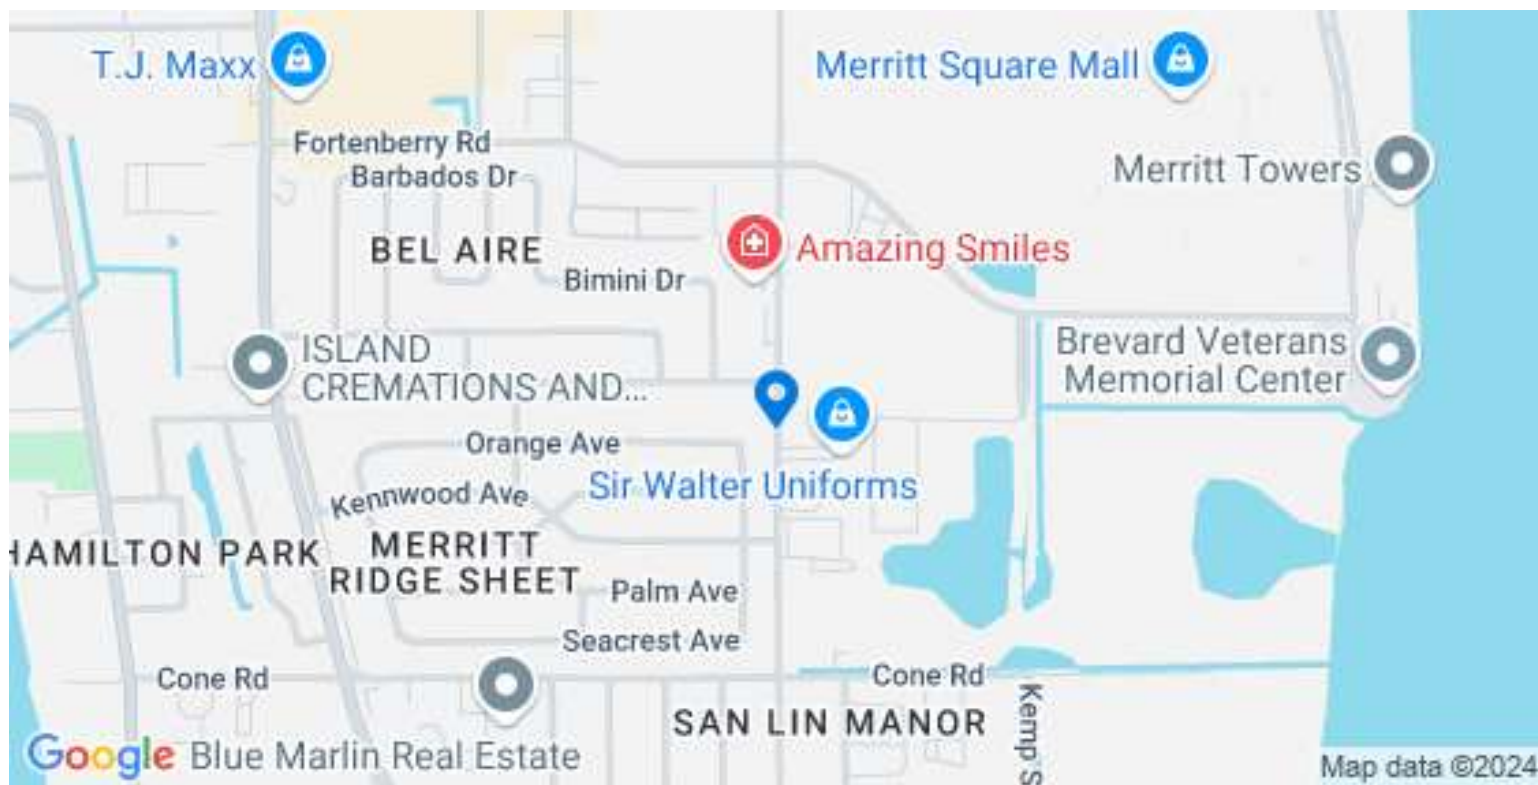 T.J. Maxx
Merritt Square Mall
Fortenberry Rd
Barbados Dr
Merritt Towers
BEL AIRE
Amazing Smiles
Bimini Dr
ISLAND
CREMATIONS AND...
Brevard Veterans
Memorial Center
Orange Ave
Kennwood Ave
Sir Walter Uniforms
HAMILTON PARK
MERRITT
RIDGE SHEET
Palm Ave
Seacrest Ave
Cone Rd
Cone Rd
Kemp S
SAN LIN MANOR
Google
Blue Marlin Real Estate
Map data ©2024